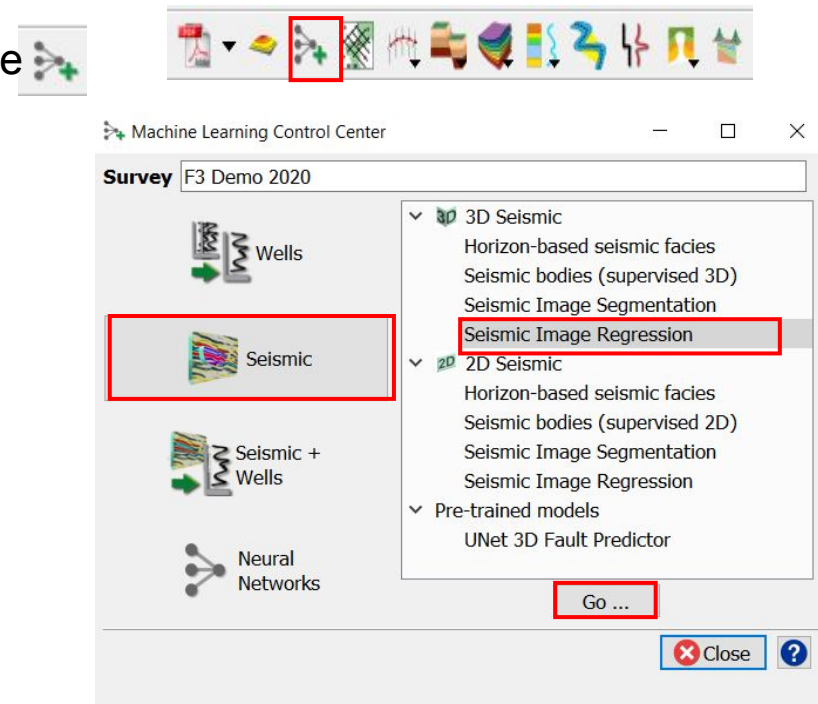 e
Machine Learning Control Center
Survey F3 Demo 2020
Wells
Seismic
Seismic +
Wells
Neural
Networks
3D 3D Seismic
Horizon-based seismic facies
Seismic bodies (supervised 3D)
Seismic Image Segmentation
Seismic Image Regression
2D 2D Seismic
Horizon-based seismic facies
Seismic bodies (supervised 2D)
Seismic Image Segmentation
Seismic Image Regression
Pre-trained models
UNet 3D Fault Predictor
Go ...
Close ?